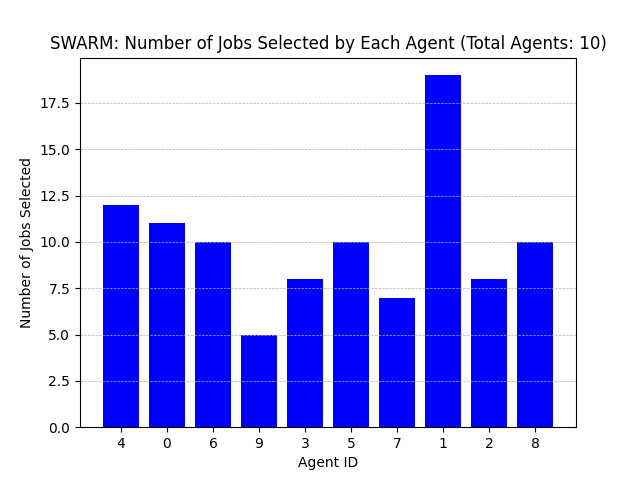 SWARM: Number of Jobs Selected by Each Agent (Total Agents: 10)
Number of Jobs Selected
17.5
15.0
12.5
10.0
7.5
5.0
2.5
0.0
4 0 6 9 3 5 7 1 2 8
Agent ID